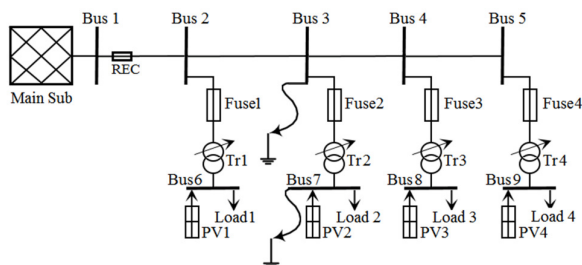 Bus 1
Bus 2
Bus 3
Bus 4
Bus 5
REC
Main Sub
Fuse1
Fuse2
Fuse3
Fuse4
Tr1
Tr2
Tr3
Tr4
Bus6
Bus7
Bus8
Bus9
Load1
Load 2
Load 3
Load 4
PV1
PV2
PV3
PV4